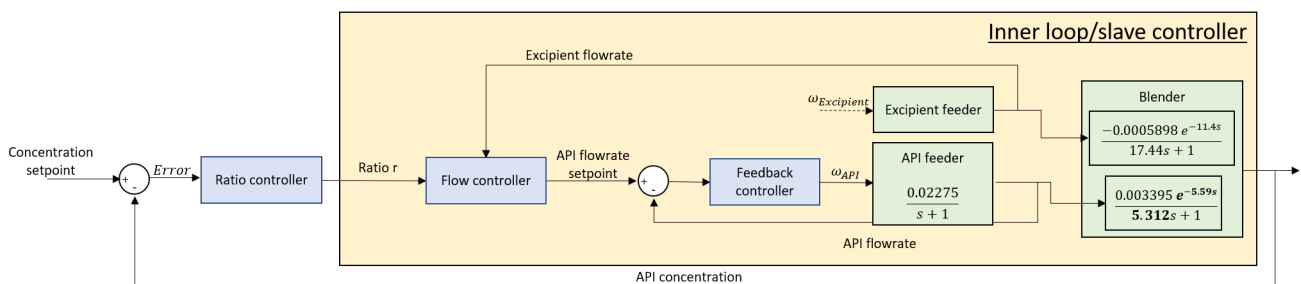 Inner loop/slave controller
Excipient flowrate
Blender
ω_Excipient
Excipient feeder
-0.0005898 e^{-11.4s}
17.44s + 1
Concentration
setpoint
+
-
Error
Ratio controller
Ratio r
Flow controller
API flowrate
setpoint
+
-
Feedback
controller
ω_API
API feeder
0.02275
s + 1
0.003395 e^{-5.59s}
5.312s + 1
API flowrate
API concentration